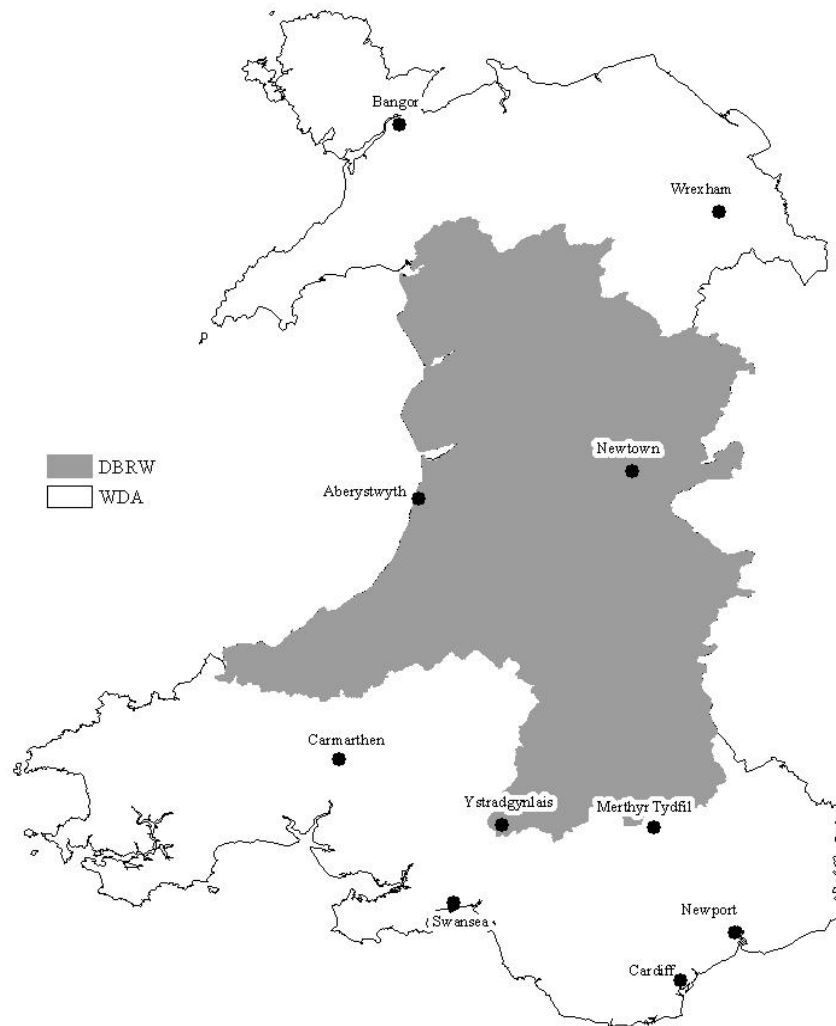 Bangor
Wrexham
Newtown
DBRW
WDA
Aberystwyth
Carmarthen
Ystradgynlais
Merthyr Tydfil
Swansea
Newport
Cardiff